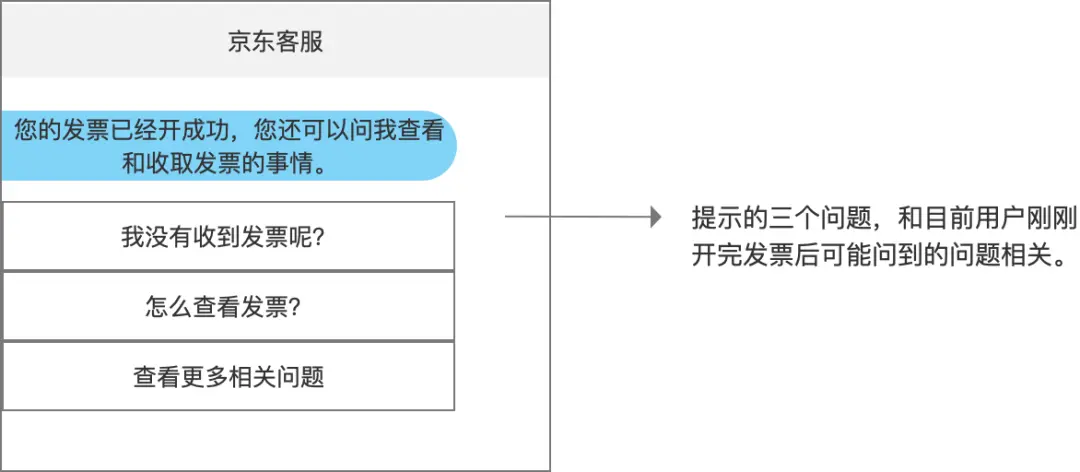 京东客服
您的发票已经开成功，您还可以问我查看
和收取发票的事情。
我没有收到发票呢？
怎么查看发票？
查看更多相关问题
提示的三个问题，和目前用户刚刚
开完发票后可能问到的问题相关。